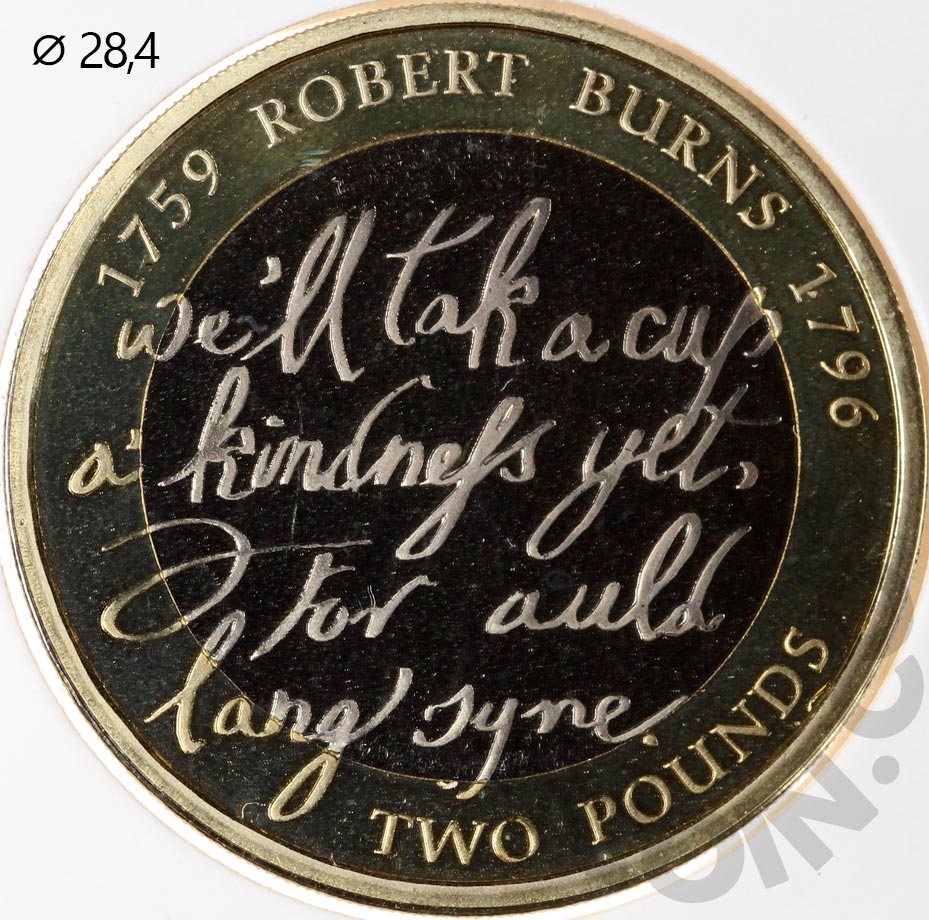 ⌀ 28,4
1759 ROBERT BURNS 1796
we'll tak a cup
a' kindness yet,
For auld
lang syne.
TWO POUNDS